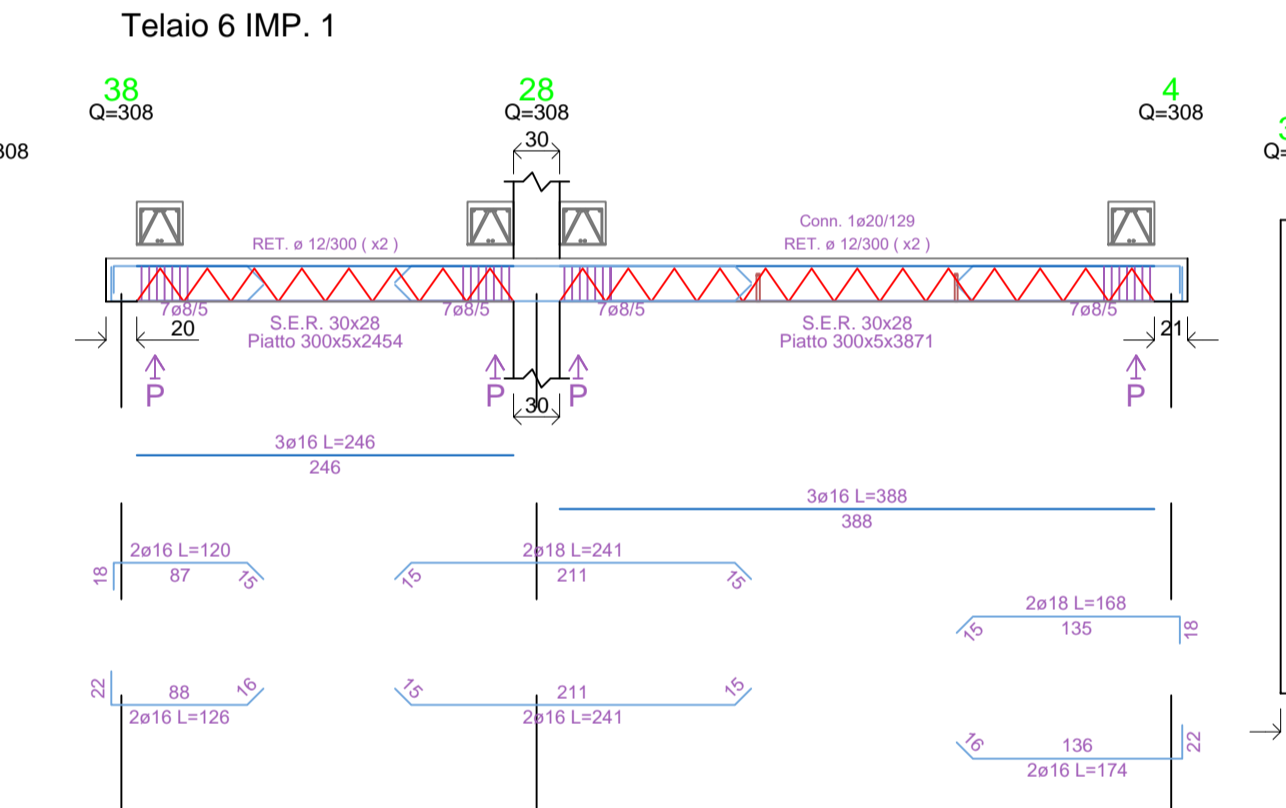 Telaio 6 IMP. 1
38
28
4
Q=308
Q=308
Q=308
308
30
Conn. 1ø20/129
RET. ø 12/300 ( x2 )
RET. ø 12/300 ( x2 )
7ø8/5
7ø8/5
7ø8/5
7ø8/5
20
S.E.R. 30x28
S.E.R. 30x28
21
Piatto 300x5x2454
Piatto 300x5x3871
P
P
P
P
30
3ø16 L=246
246
3ø16 L=388
388
2ø16 L=120
2ø18 L=241
18
87
15
15
211
15
2ø18 L=168
15
135
18
22
88
16
15
211
15
2ø16 L=126
2ø16 L=241
16
136
22
2ø16 L=174